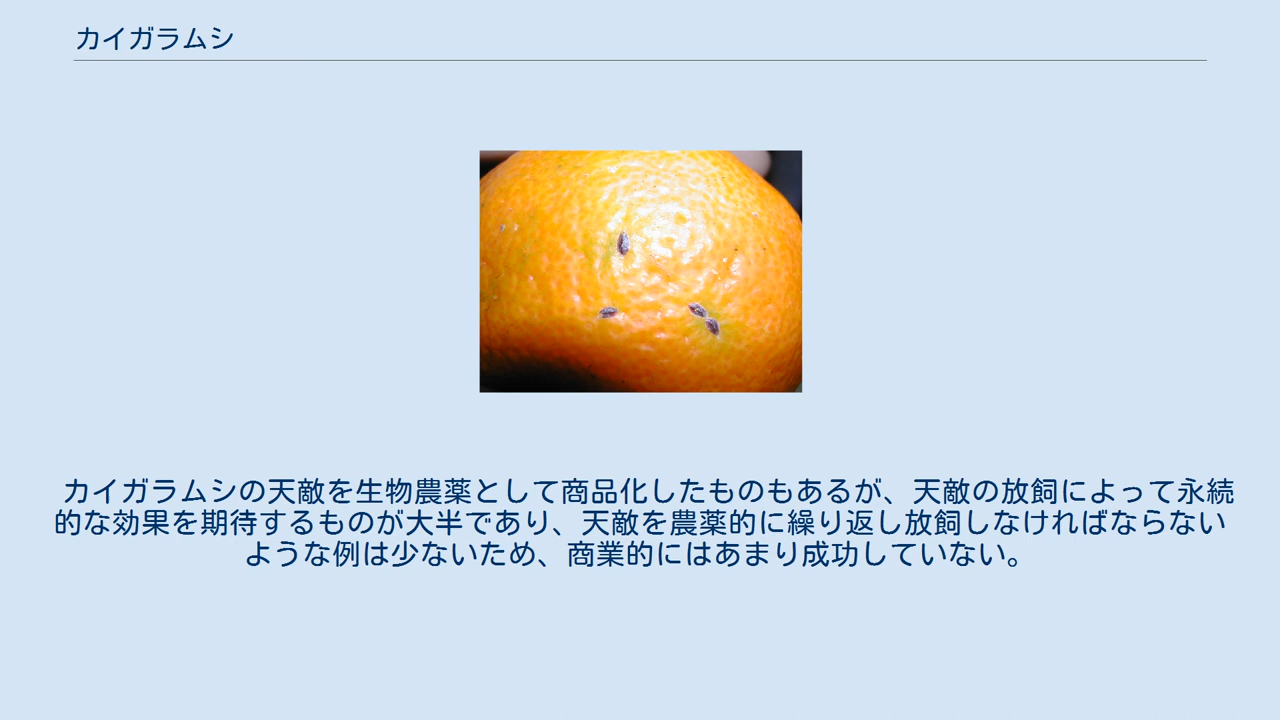 カイガラムシ
カイガラムシの天敵を生物農薬として商品化したものもあるが、天敵の放飼によって永続
的な効果を期待するものが大半であり、天敵を農薬的に繰り返し放飼しなければならない
ような例は少ないため、商業的にはあまり成功していない。